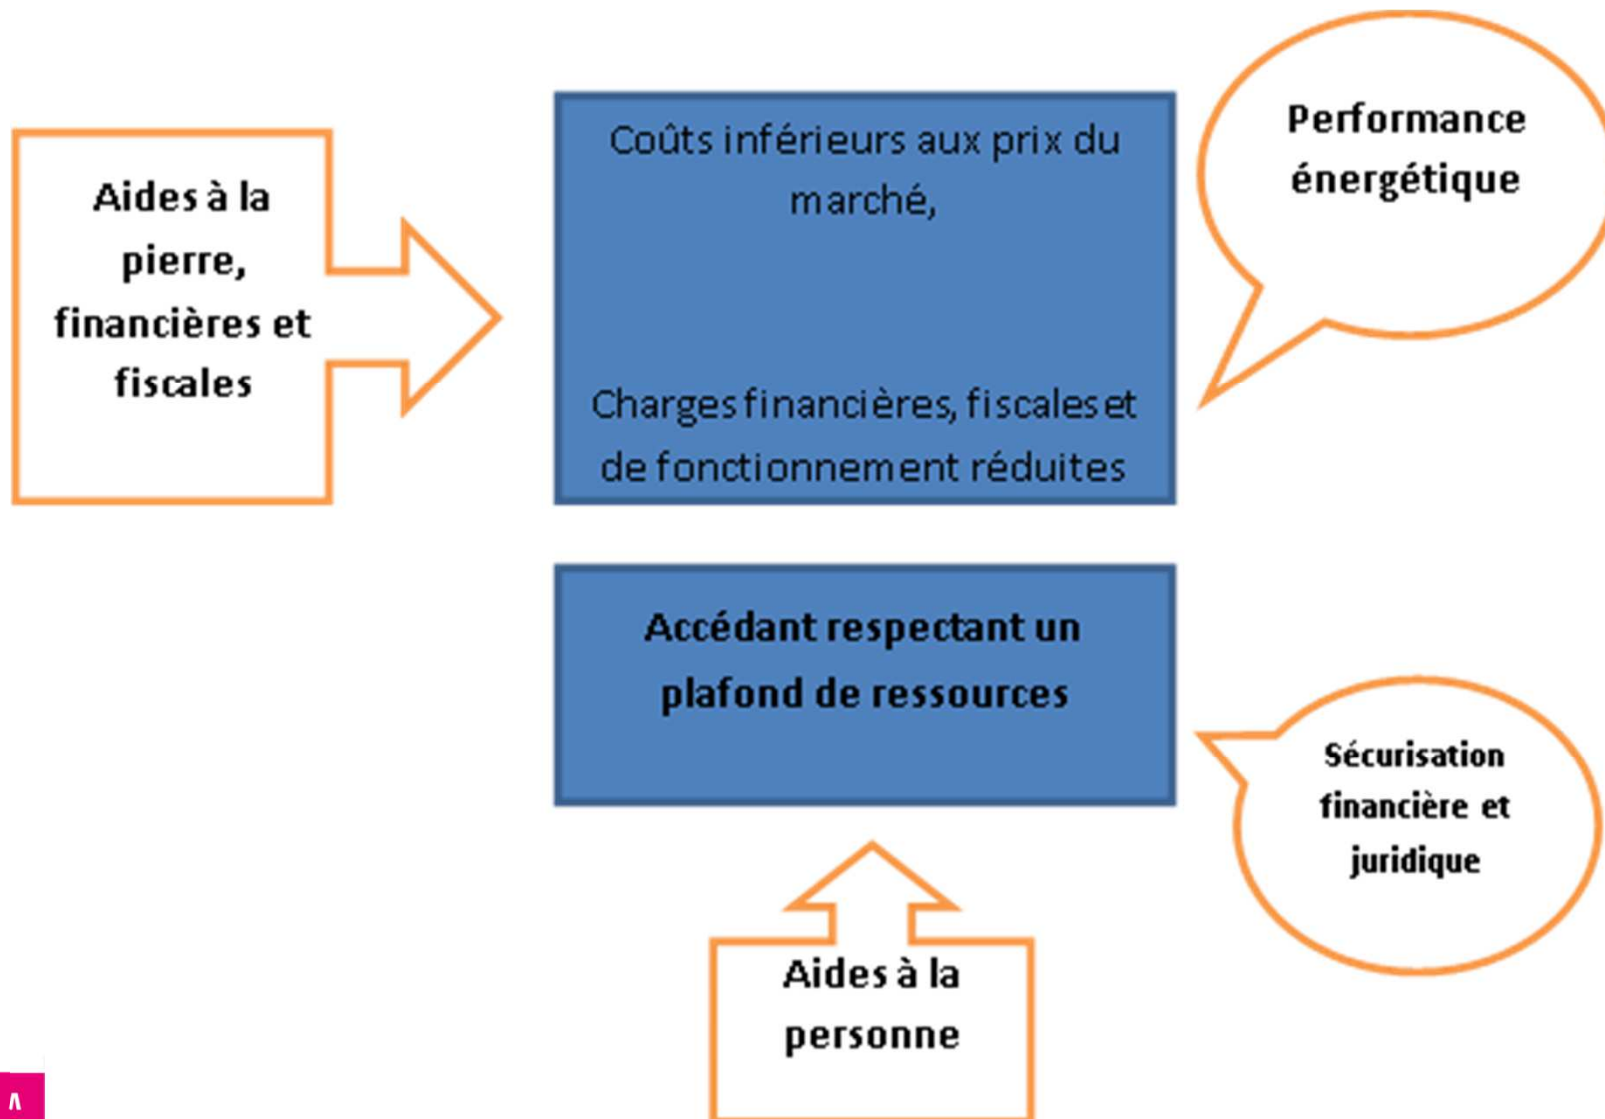 Aides à la
pierre,
financières et
fiscales
Coûts inférieurs aux prix du
marché,
Charges financières, fiscales et
de fonctionnement réduites
Performance
énergétique
Accédant respectant un
plafond de ressources
Sécurisation
financière et
juridique
Aides à la
personne